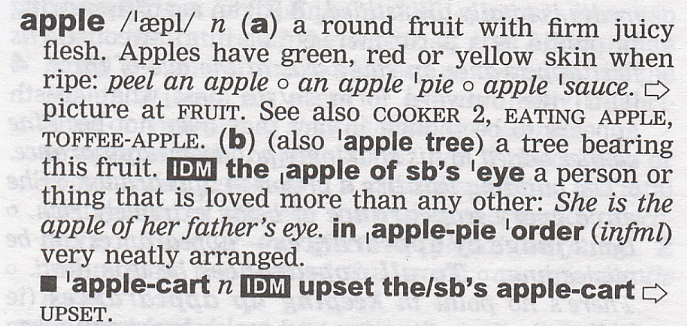 apple /ˈæpl/ n (a) a round fruit with firm juicy
flesh. Apples have green, red or yellow skin when
ripe: peel an apple ○ an apple ˈpie ○ apple ˈsauce. ⇨
picture at FRUIT. See also COOKER 2, EATING APPLE,
TOFFEE-APPLE. (b) (also ˈapple tree) a tree bearing
this fruit. IDM the ˌapple of sb's ˈeye a person or
thing that is loved more than any other: She is the
apple of her father's eye. in ˌapple-pie ˈorder (infml)
very neatly arranged.
■ ˈapple-cart n IDM upset the/sb's apple-cart ⇨
UPSET.